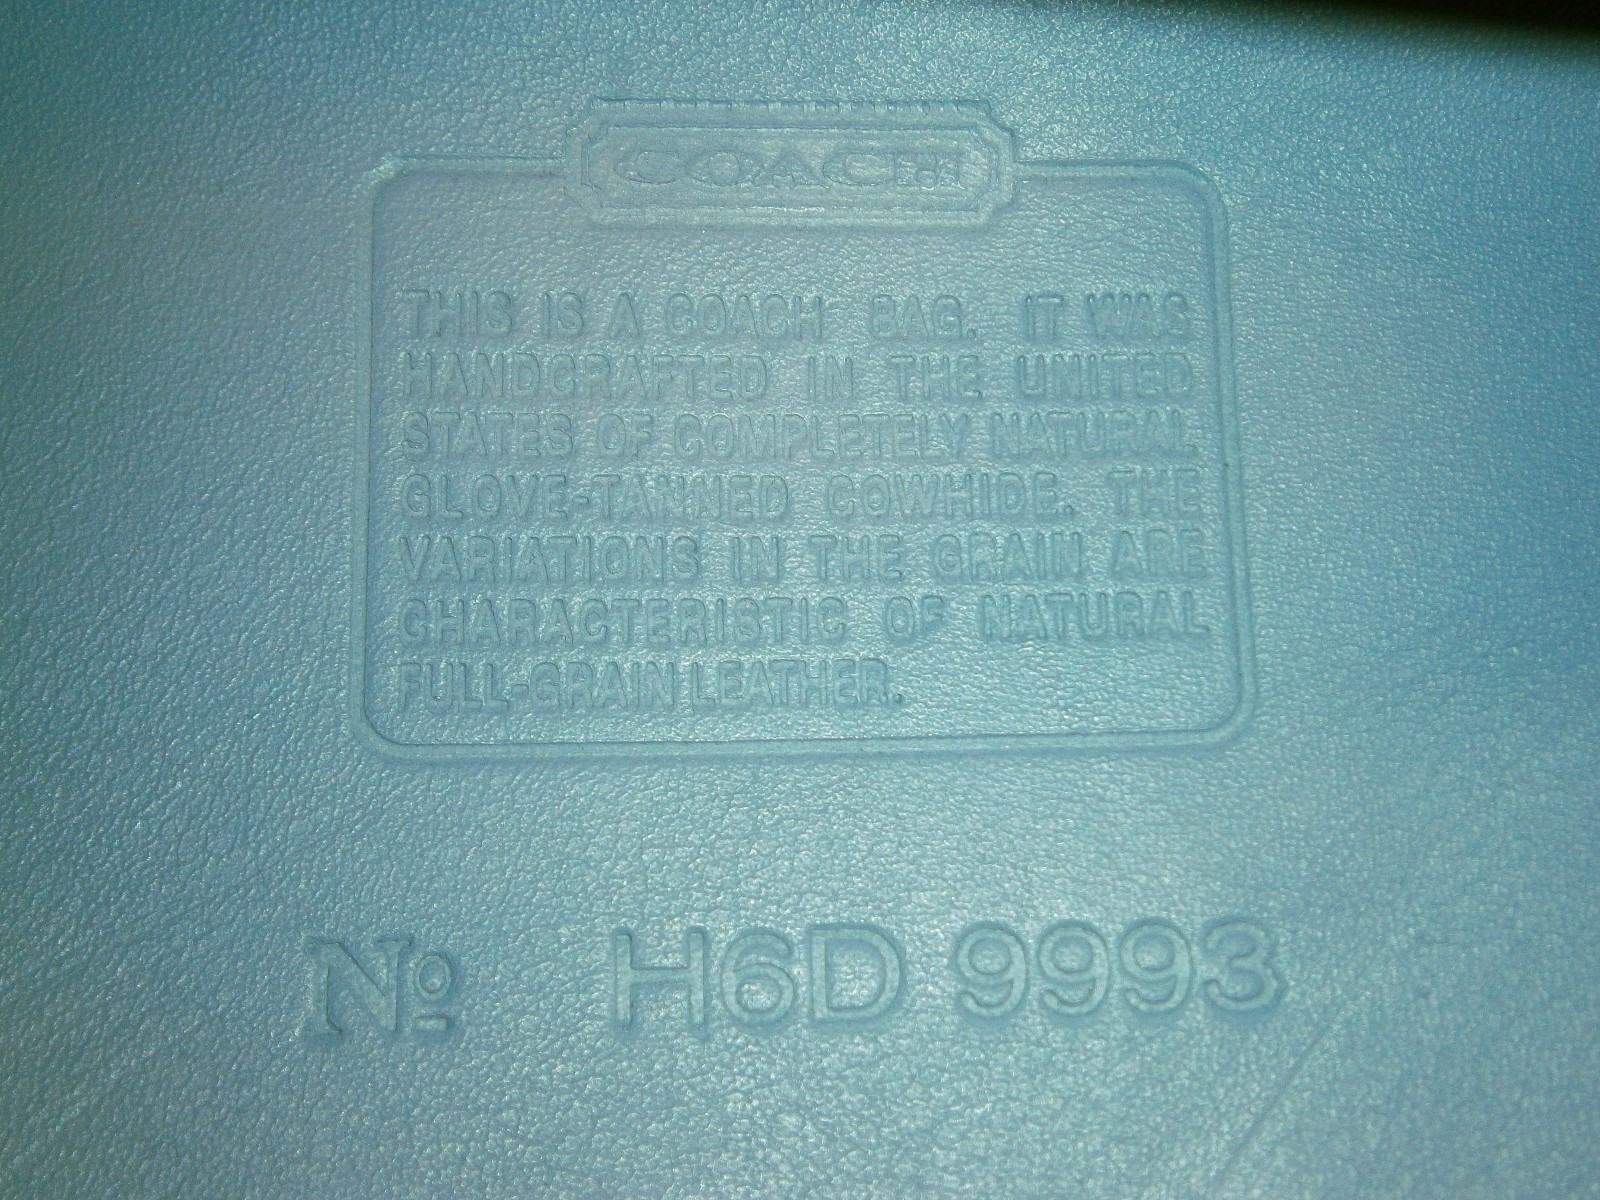 COACH
THIS IS A COACH BAG. IT WAS
HANDCRAFTED IN THE UNITED
STATES OF COMPLETELY NATURAL
GLOVE-TANNED COWHIDE. THE
VARIATIONS IN THE GRAIN ARE
CHARACTERISTIC OF NATURAL
FULL-GRAIN LEATHER.
Nº H6D 9993